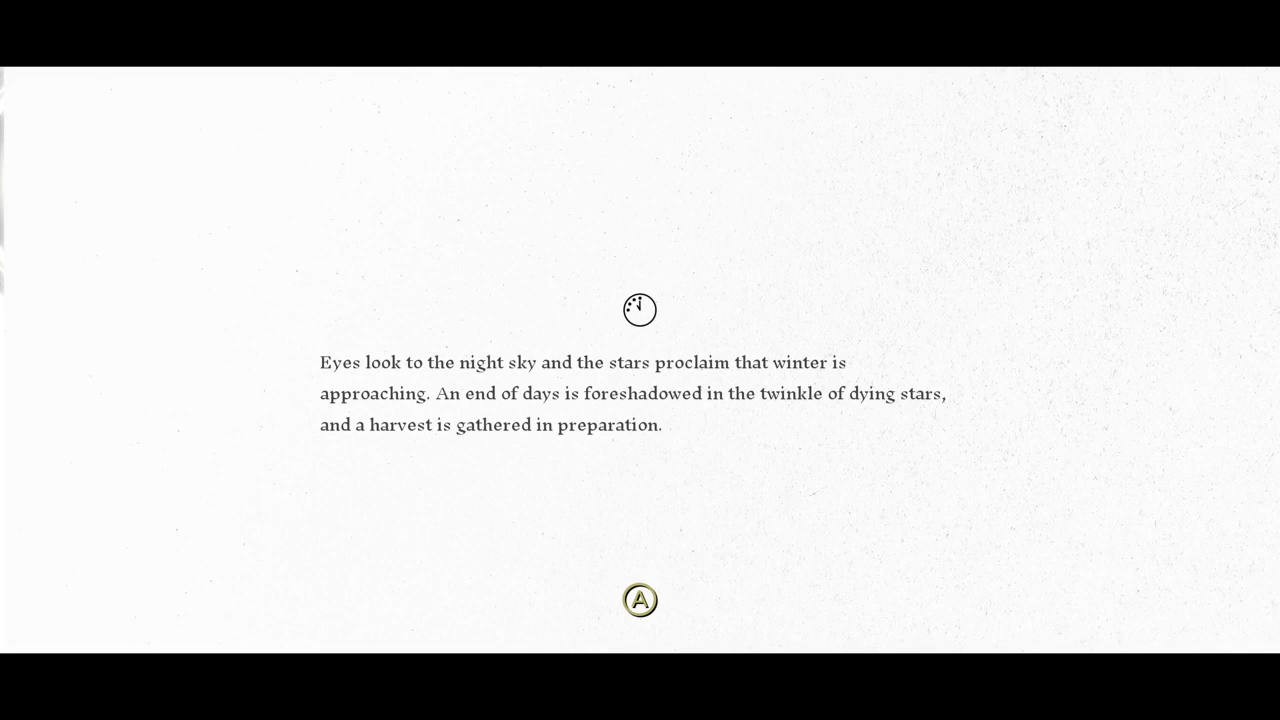 Eyes look to the night sky and the stars proclaim that winter is
approaching. An end of days is foreshadowed in the twinkle of dying stars,
and a harvest is gathered in preparation.
A